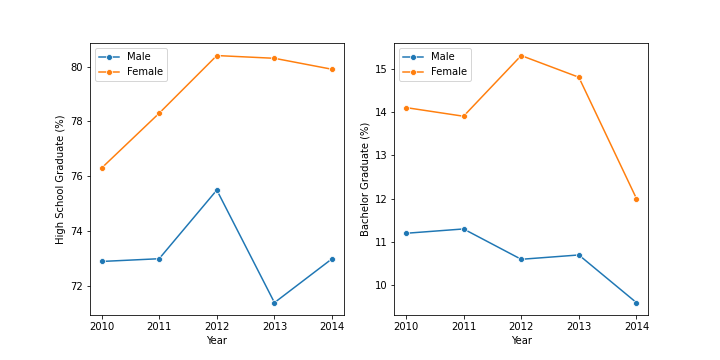 Male
Female
High School Graduate (%)
80
78
76
74
72
2010 2011 2012 2013 2014
Year
Male
Female
Bachelor Graduate (%)
15
14
13
12
11
10
2010 2011 2012 2013 2014
Year